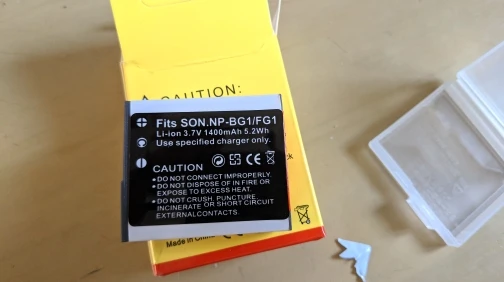 CAUTION:
Fits SON.NP-BG1/FG1
Li-ion 3.7V 1400mAh 5.2Wh
Use specified charger only.
CAUTION
•DO NOT CONNECT IMPROPERLY.
•DO NOT DISPOSE OF IN FIRE OR
EXPOSE TO EXCESS HEAT.
•DO NOT CRUSH, PUNCTURE,
INCINERATE OR SHORT CIRCUIT
EXTERNALCONTACTS.
Made in China